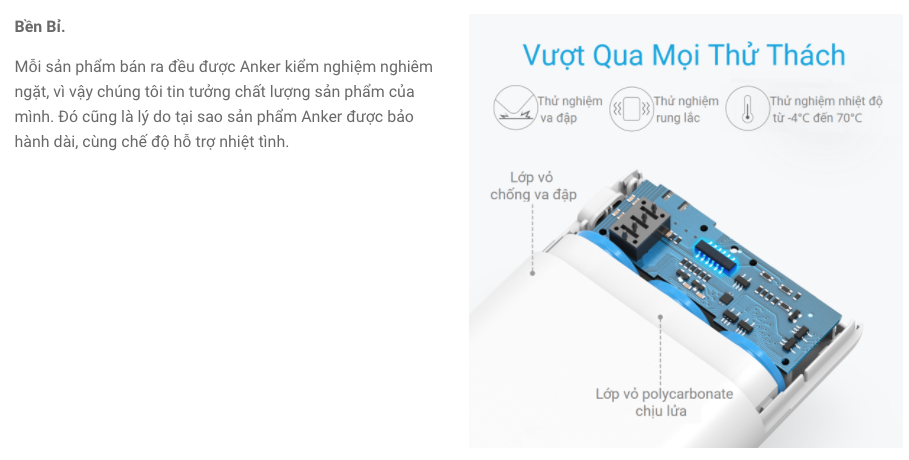 Bền Bỉ.
Mỗi sản phẩm bán ra đều được Anker kiểm nghiệm nghiêm
ngặt, vì vậy chúng tôi tin tưởng chất lượng sản phẩm của
mình. Đó cũng là lý do tại sao sản phẩm Anker được bảo
hành dài, cùng chế độ hỗ trợ nhiệt tình.
Vượt Qua Mọi Thử Thách
Thử nghiệm
va đập
Thử nghiệm
rung lắc
Thử nghiệm nhiệt độ
từ -4°C đến 70°C
Lớp vỏ
chống va đập
Lớp vỏ polycarbonate
chịu lửa